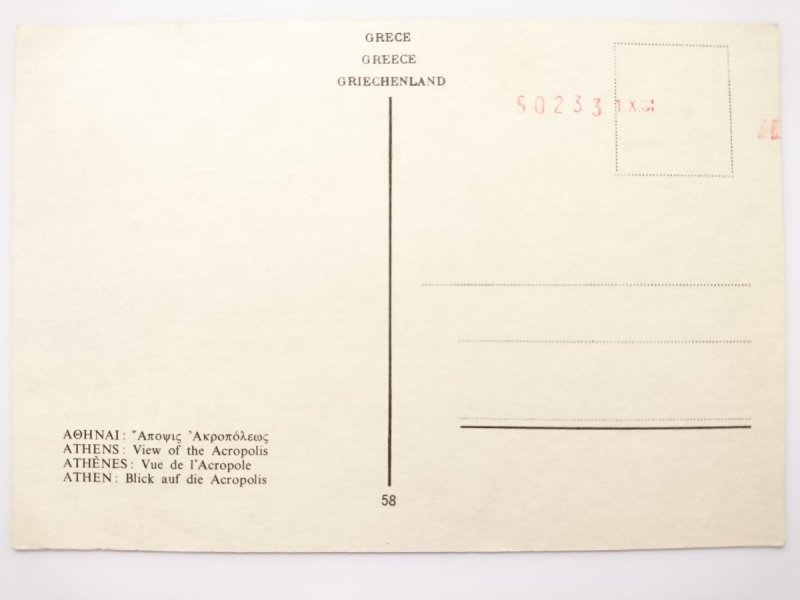 GRECE
GREECE
GRIECHENLAND
50233
ΑΘΗΝΑΙ: Ἄποψις Ἀκροπόλεως
ATHENS: View of the Acropolis
ATHÈNES: Vue de l'Acropole
ATHEN: Blick auf die Acropolis
58